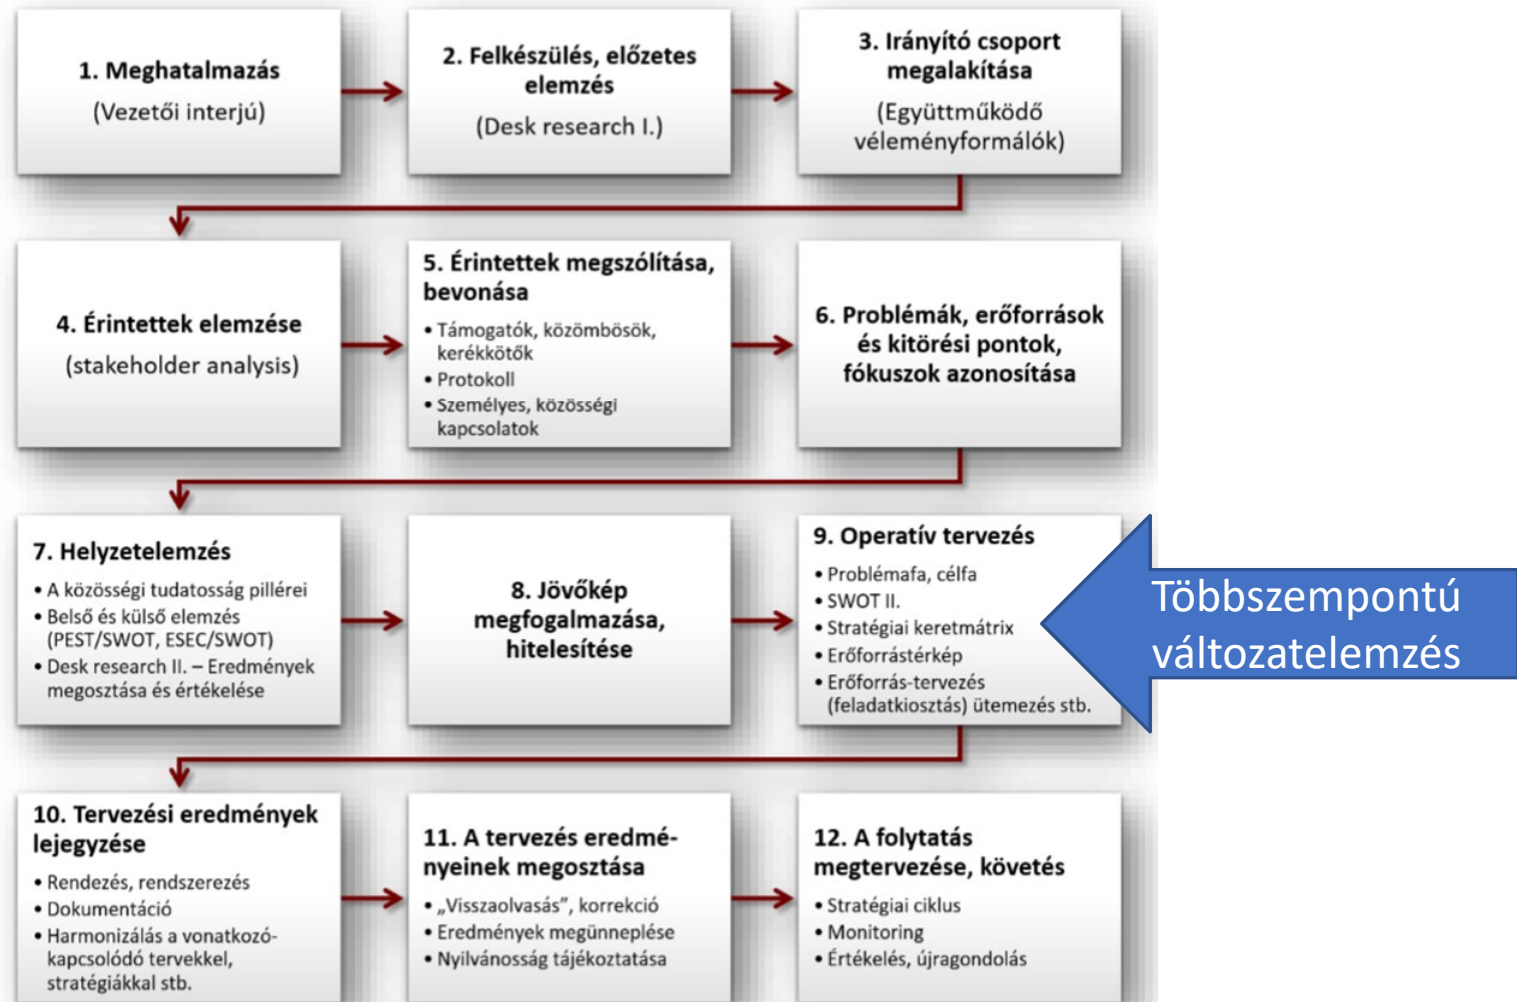 1. Meghatalmazás
(Vezetői interjú)
2. Felkészülés, előzetes
elemzés
(Desk research I.)
3. Irányító csoport
megalakítása
(Együttműködő
véleményformálók)
4. Érintettek elemzése
(stakeholder analysis)
5. Érintettek megszólítása,
bevonása
• Támogatók, közömbösök,
kerékkötők
• Protokoll
• Személyes, közösségi
kapcsolatok
6. Problémák, erőforrások
és kitörési pontok,
fókuszok azonosítása
7. Helyzetelemzés
• A közösségi tudatosság pillérei
• Belső és külső elemzés
(PEST/SWOT, ESEC/SWOT)
• Desk research II. – Eredmények
megosztása és értékelése
8. Jövőkép
megfogalmazása,
hitelesítése
9. Operatív tervezés
• Problémafa, célfa
• SWOT II.
• Stratégiai keretmátrix
• Erőforrástérkép
• Erőforrás-tervezés
(feladatkiosztás) ütemezés stb.
Többszempontú
változatelemzés
10. Tervezési eredmények
lejegyzése
• Rendezés, rendszerezés
• Dokumentáció
• Harmonizálás a vonatkozó-
kapcsolódó tervekkel,
stratégiákkal stb.
11. A tervezés eredmé-
nyeinek megosztása
• „Visszaolvasás”, korrekció
• Eredmények megünneplése
• Nyilvánosság tájékoztatása
12. A folytatás
megtervezése, követés
• Stratégiai ciklus
• Monitoring
• Értékelés, újragondolás